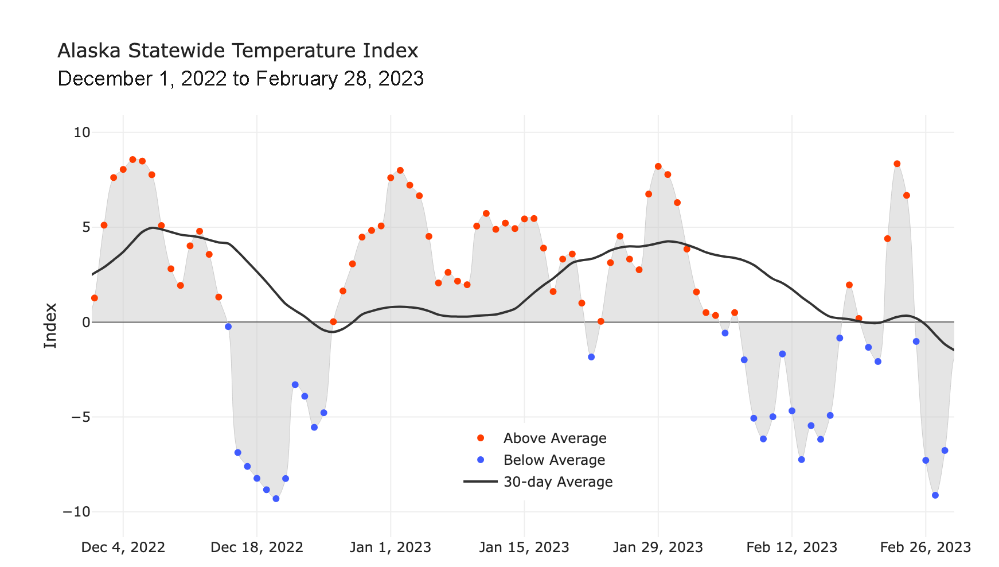 Alaska Statewide Temperature Index
December 1, 2022 to February 28, 2023
10
5
0
−5
−10
Index
Above Average
Below Average
30-day Average
Dec 4, 2022
Dec 18, 2022
Jan 1, 2023
Jan 15, 2023
Jan 29, 2023
Feb 12, 2023
Feb 26, 2023